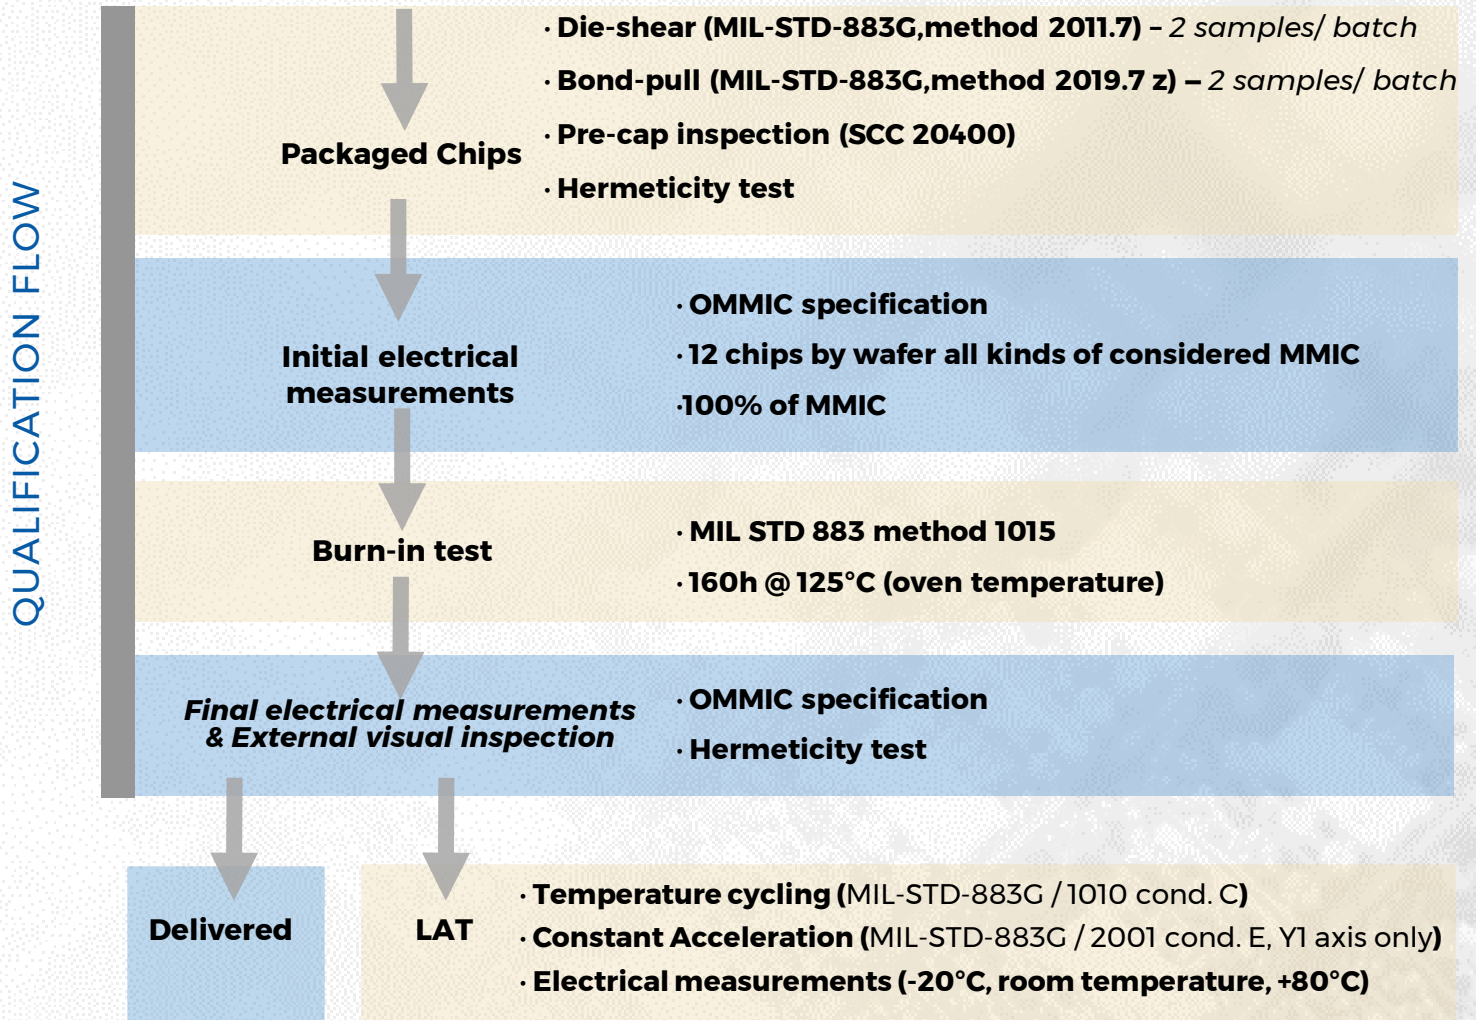 QUALIFICATION FLOW
Packaged Chips
· Die-shear (MIL-STD-883G,method 2011.7) – 2 samples/ batch
· Bond-pull (MIL-STD-883G,method 2019.7 z) – 2 samples/ batch
· Pre-cap inspection (SCC 20400)
· Hermeticity test
Initial electrical
measurements
· OMMIC specification
· 12 chips by wafer all kinds of considered MMIC
·100% of MMIC
Burn-in test
· MIL STD 883 method 1015
· 160h @ 125°C (oven temperature)
Final electrical measurements
& External visual inspection
· OMMIC specification
· Hermeticity test
Delivered
LAT
· Temperature cycling (MIL-STD-883G / 1010 cond. C)
· Constant Acceleration (MIL-STD-883G / 2001 cond. E, Y1 axis only)
· Electrical measurements (-20°C, room temperature, +80°C)